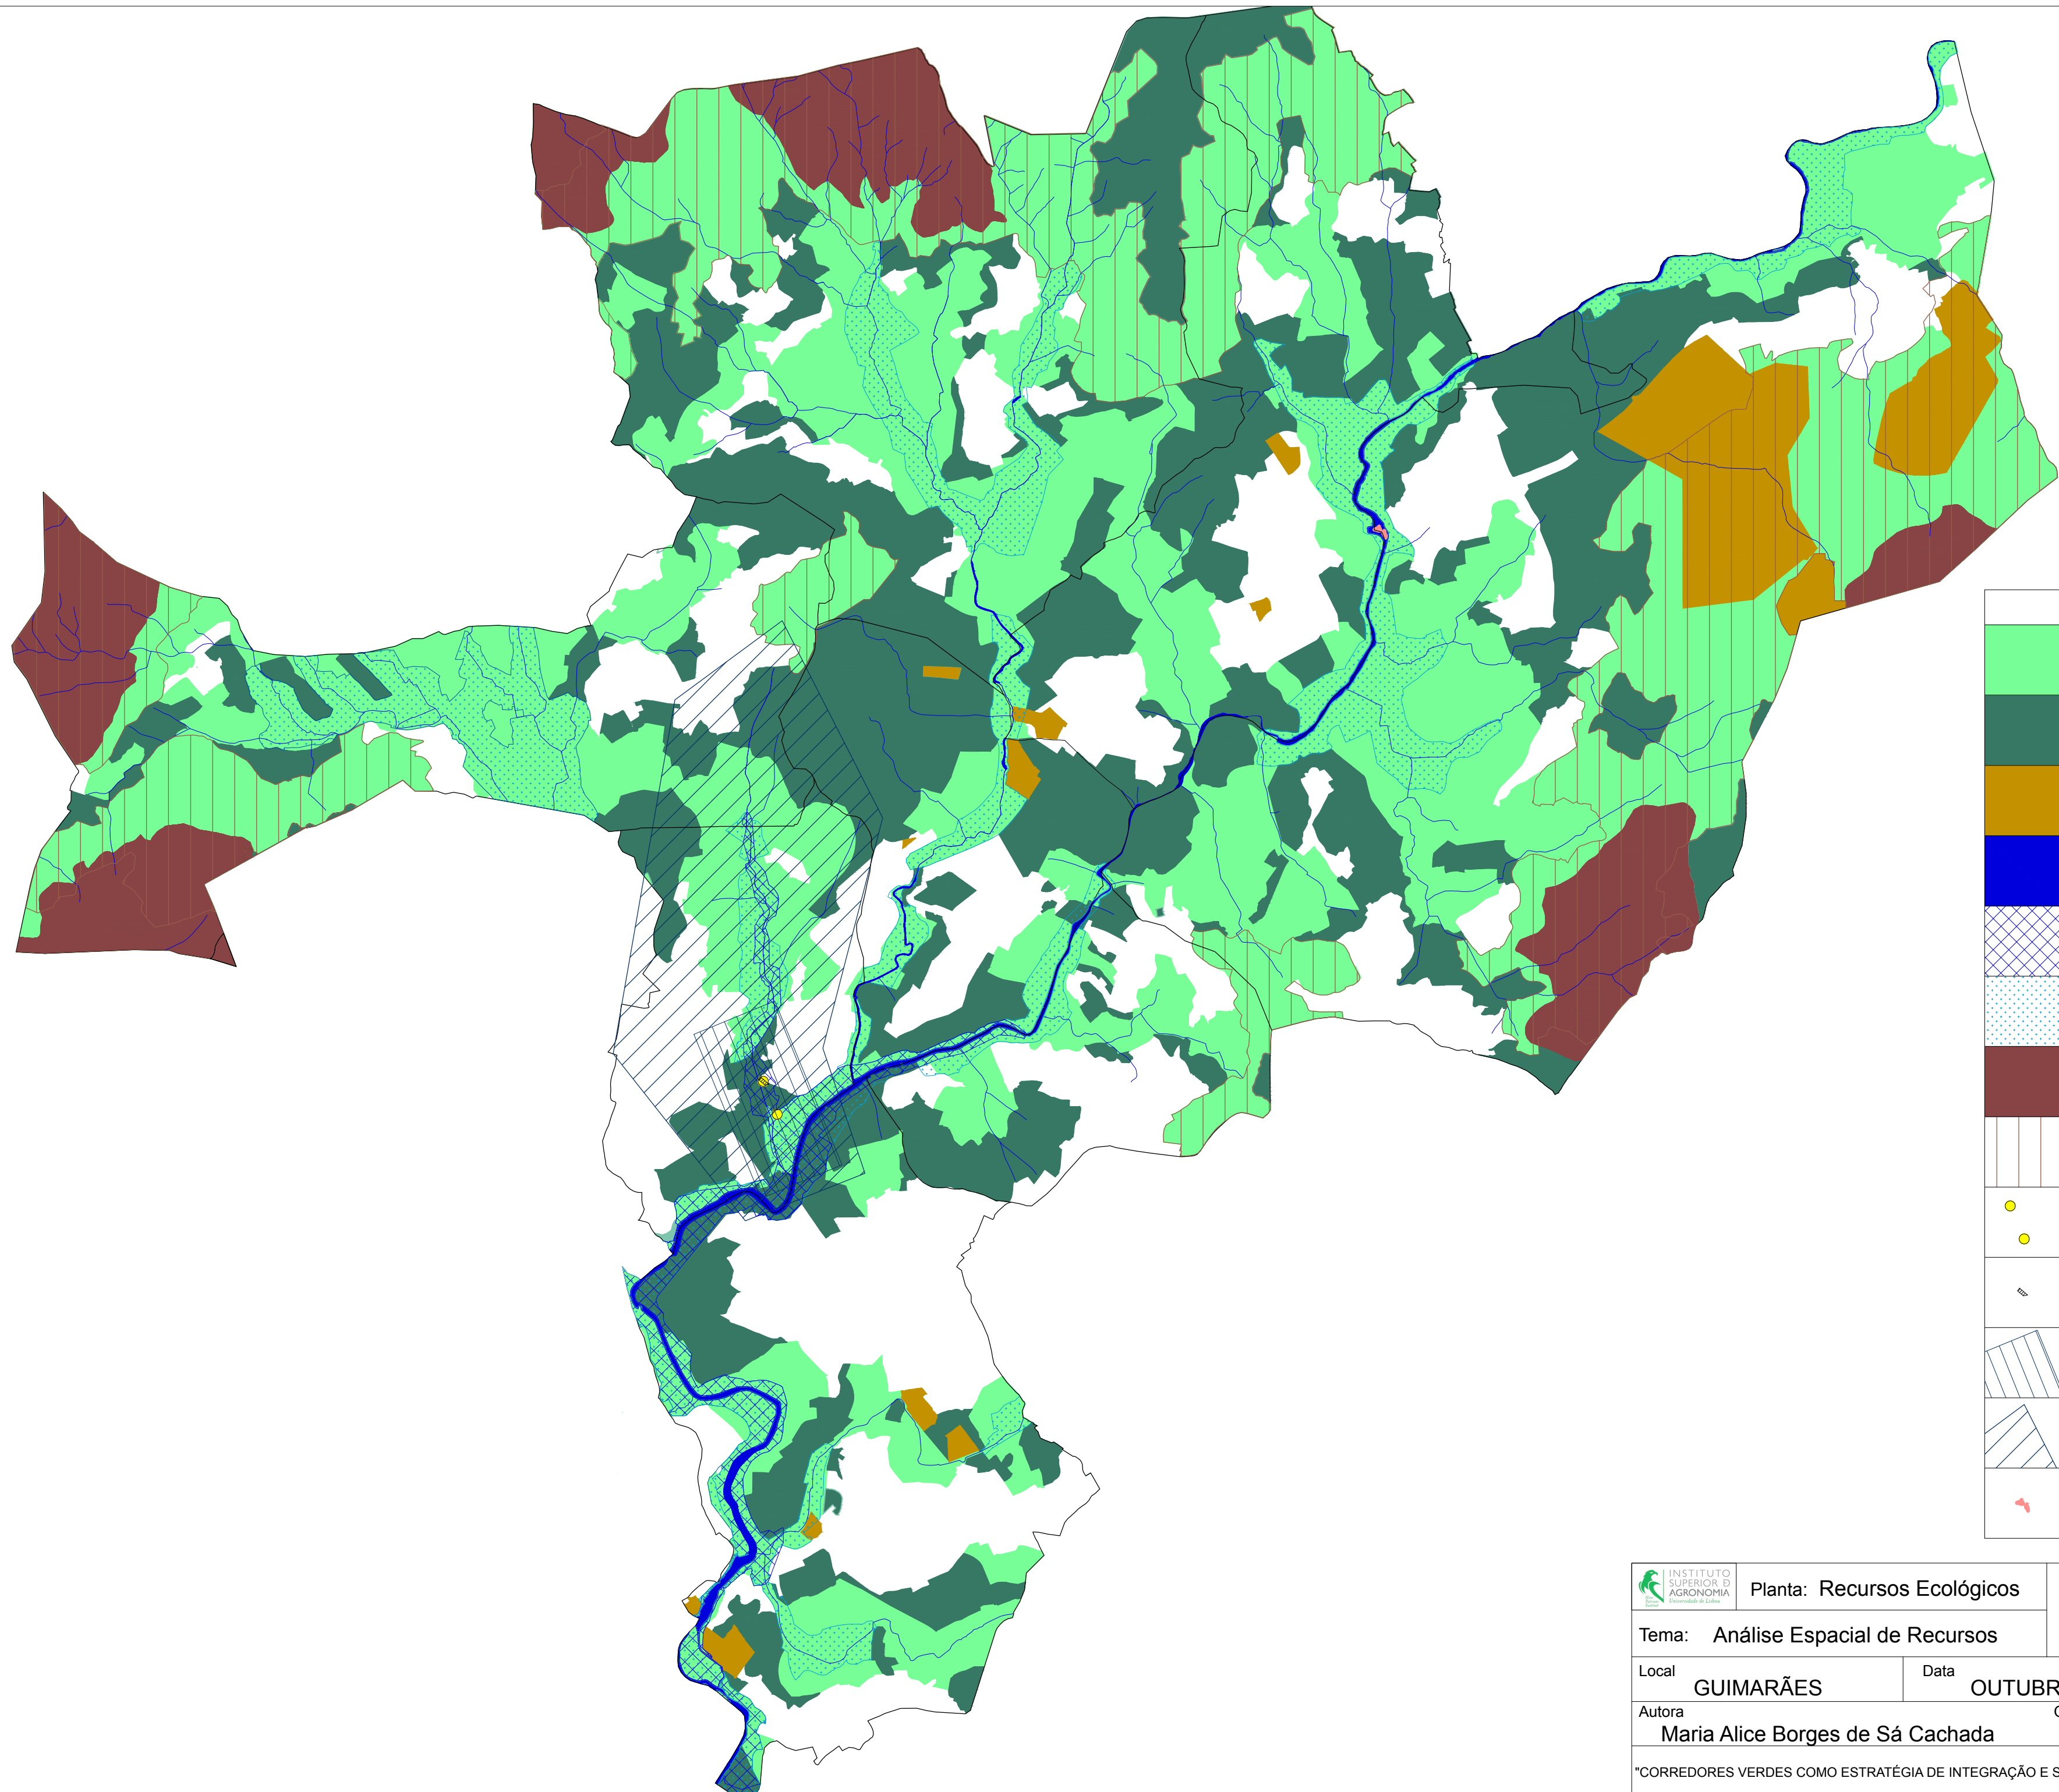 INSTITUTO
SUPERIOR D
AGRONOMIA
Universidade de Lisboa
Planta: Recursos Ecológicos
Tema: Análise Espacial de Recursos
Local
GUIMARÃES
Data
OUTUBR
Autora
Maria Alice Borges de Sá Cachada
"CORREDORES VERDES COMO ESTRATÉGIA DE INTEGRAÇÃO E S